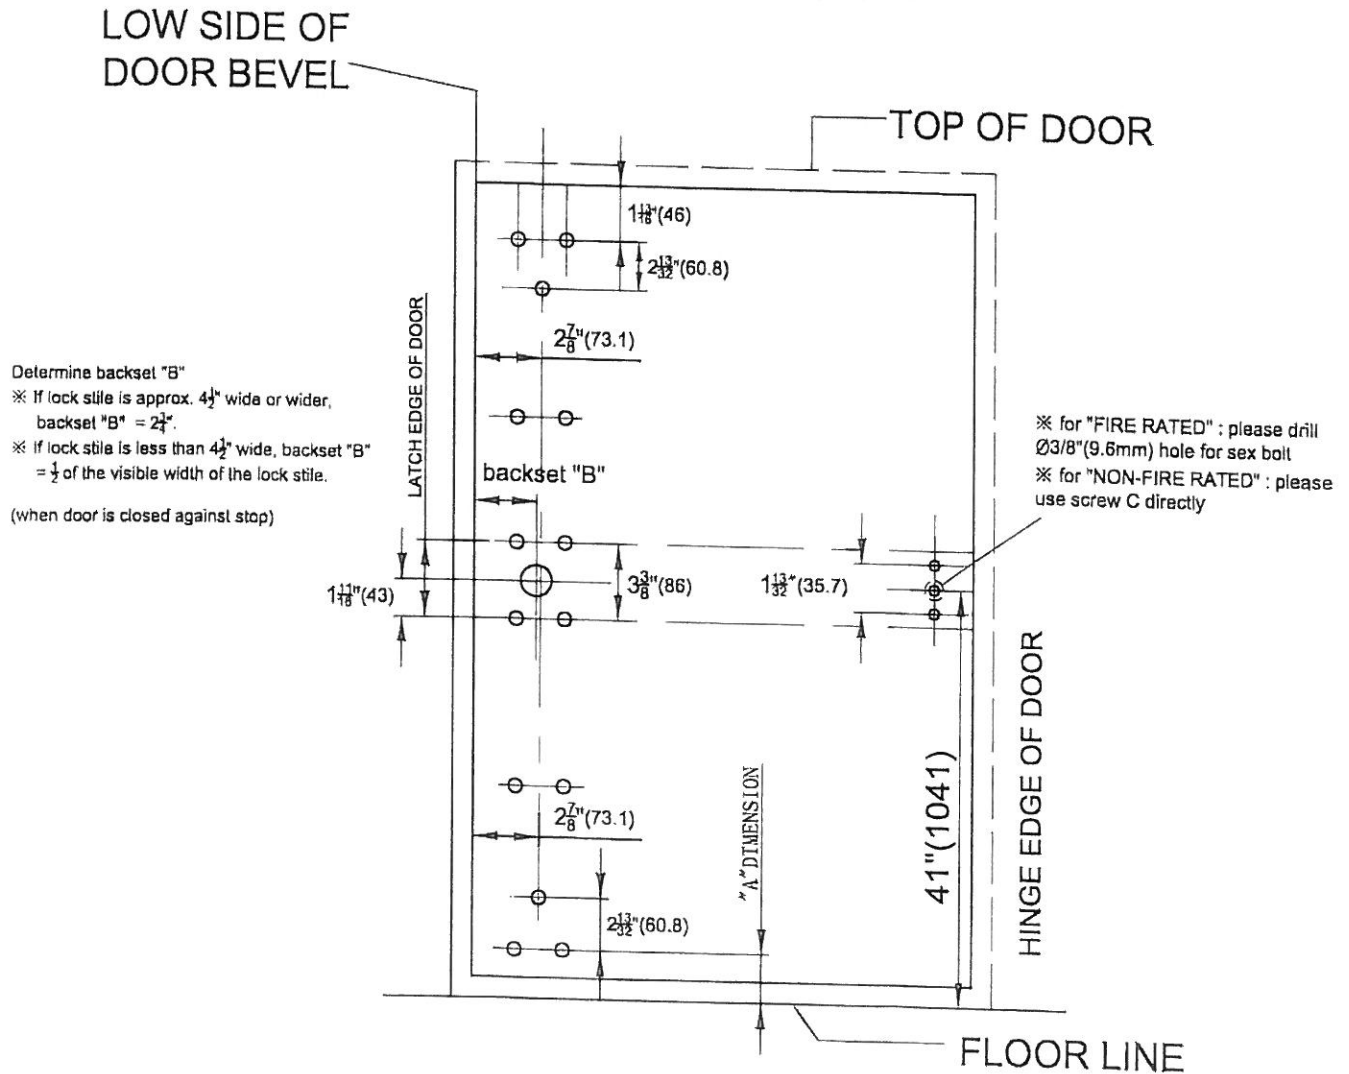 LOW SIDE OF
DOOR BEVEL
TOP OF DOOR
1 13/16"(46)
2 13/32"(60.8)
LATCH EDGE OF DOOR
2 7/8"(73.1)
Determine backset "B"
※ If lock stile is approx. 4 1/2" wide or wider,
backset "B" = 2 3/4".
※ If lock stile is less than 4 1/2" wide, backset "B"
= 1/2 of the visible width of the lock stile.
(when door is closed against stop)
backset "B"
※ for "FIRE RATED" : please drill
Ø3/8"(9.6mm) hole for sex bolt
※ for "NON-FIRE RATED" : please
use screw C directly
1 11/16"(43)
3 3/8"(86)
1 13/32"(35.7)
HINGE EDGE OF DOOR
41"(1041)
"A"DIMENSION
2 7/8"(73.1)
2 13/32"(60.8)
FLOOR LINE